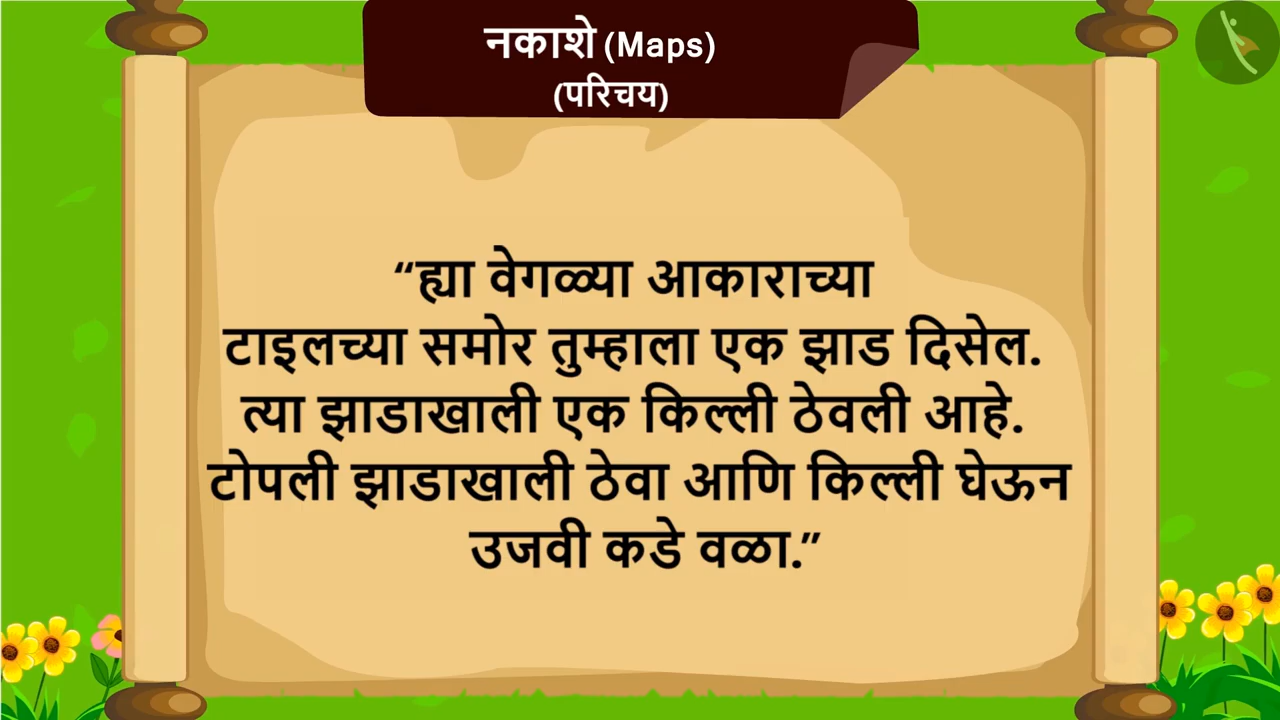 नकाशे (Maps)
(परिचय)
“ह्या वेगळ्या आकाराच्या
टाइलच्या समोर तुम्हाला एक झाड दिसेल.
त्या झाडाखाली एक किल्ली ठेवली आहे.
टोपली झाडाखाली ठेवा आणि किल्ली घेऊन
उजवी कडे वळा.”